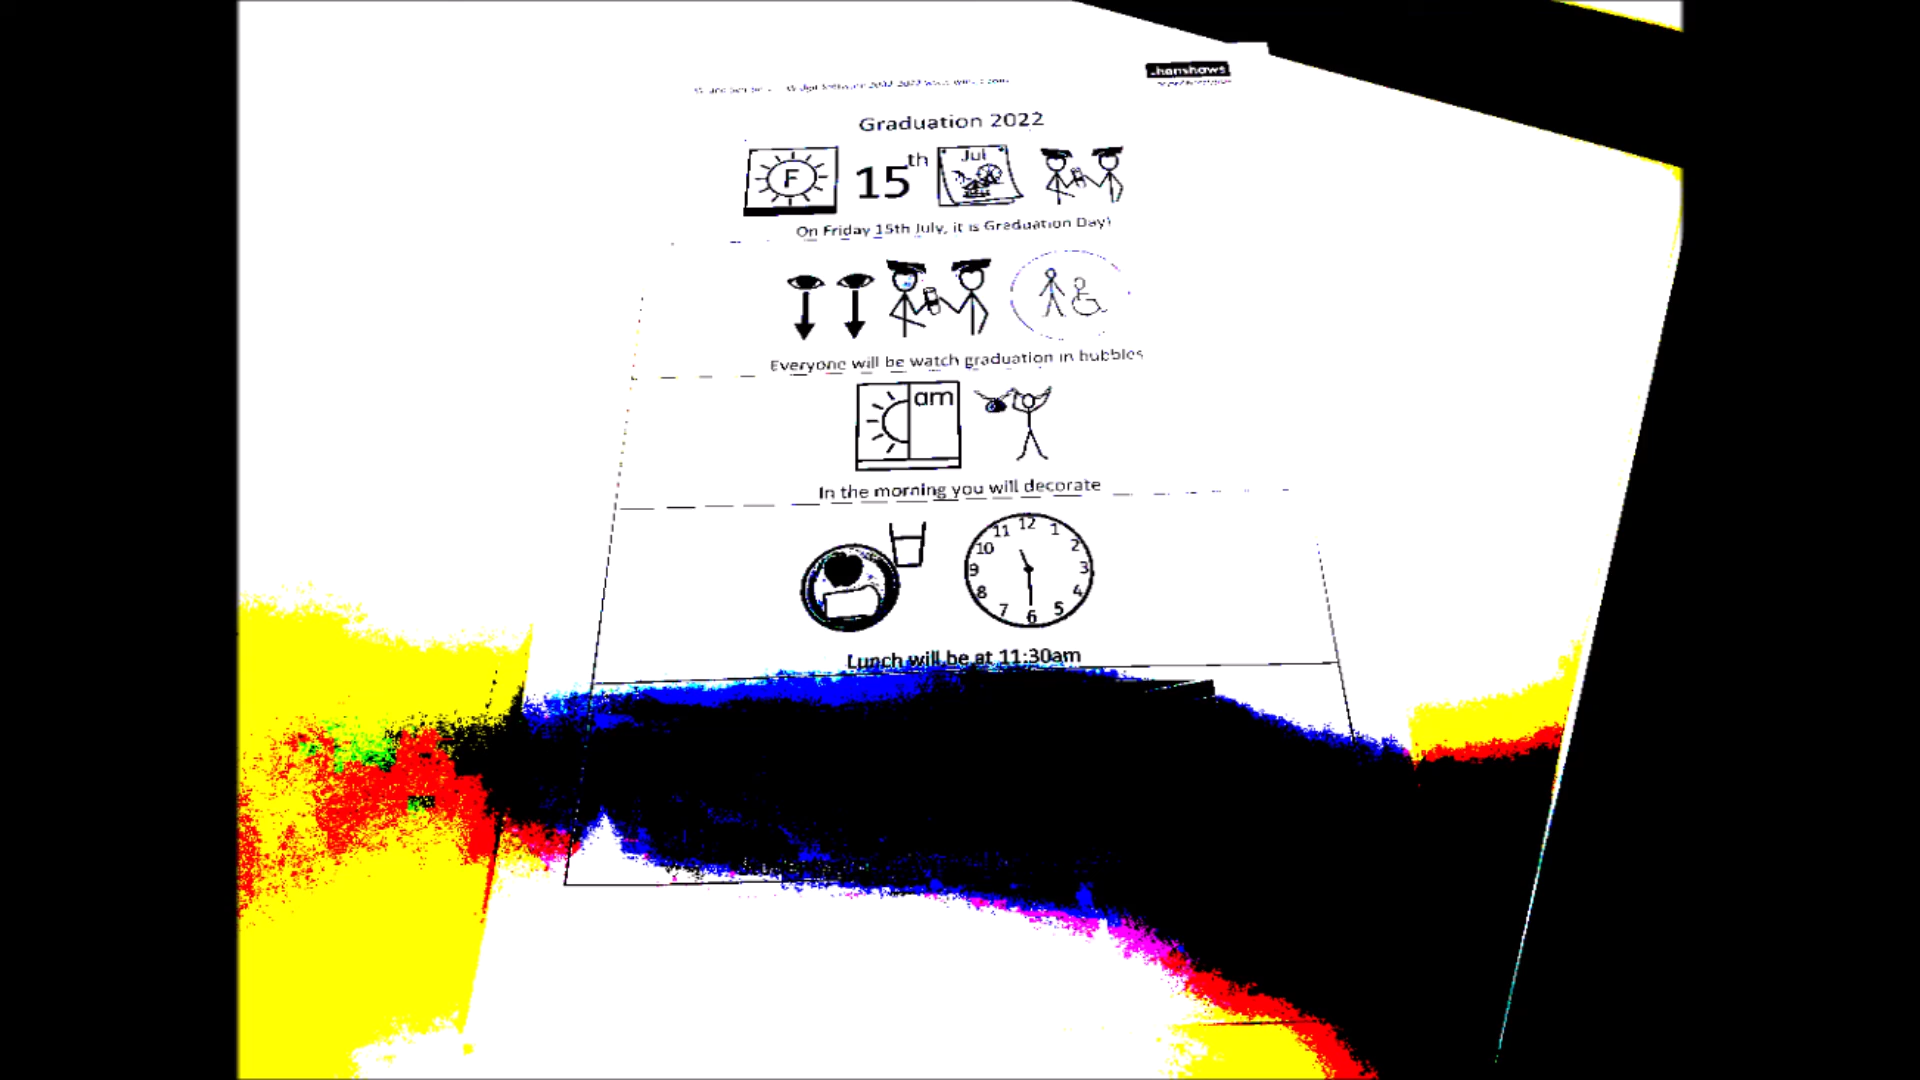 henshaws
Graduation 2022
F
15th
Jul
On Friday 15th July, it is Graduation Day!
Everyone will be watch graduation in bubbles
am
In the morning you will decorate
11 12 1
10 2
9 3
8 4
7 6 5
Lunch will be at 11:30am